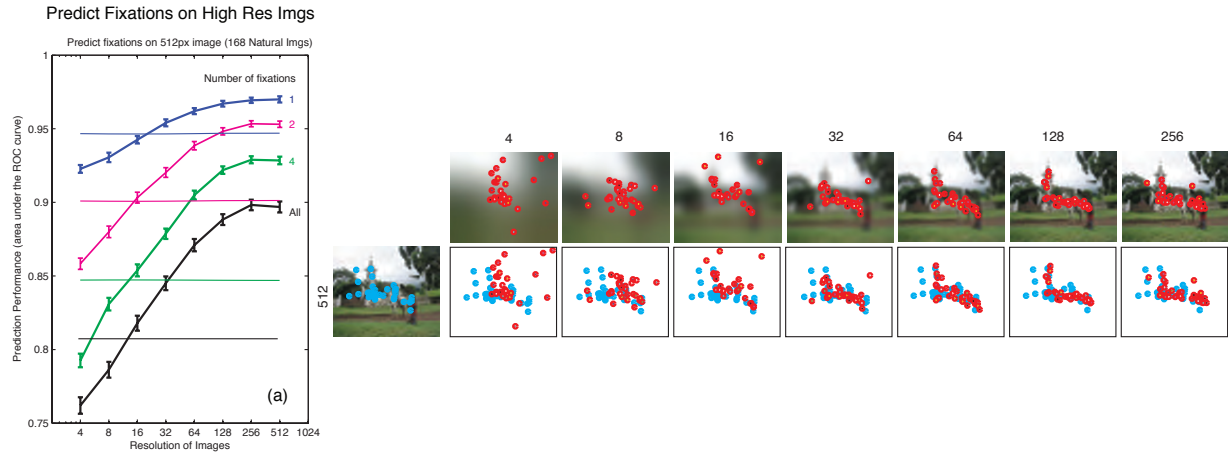 Predict Fixations on High Res Imgs
Predict fixations on 512px image (168 Natural Imgs)
Prediction Performance (area under the ROC curve)
1
0.95
0.9
0.85
0.8
0.75
Number of fixations
1
2
4
All
(a)
4 8 16 32 64 128 256 512 1024
Resolution of Images
4 8 16 32 64 128 256
512